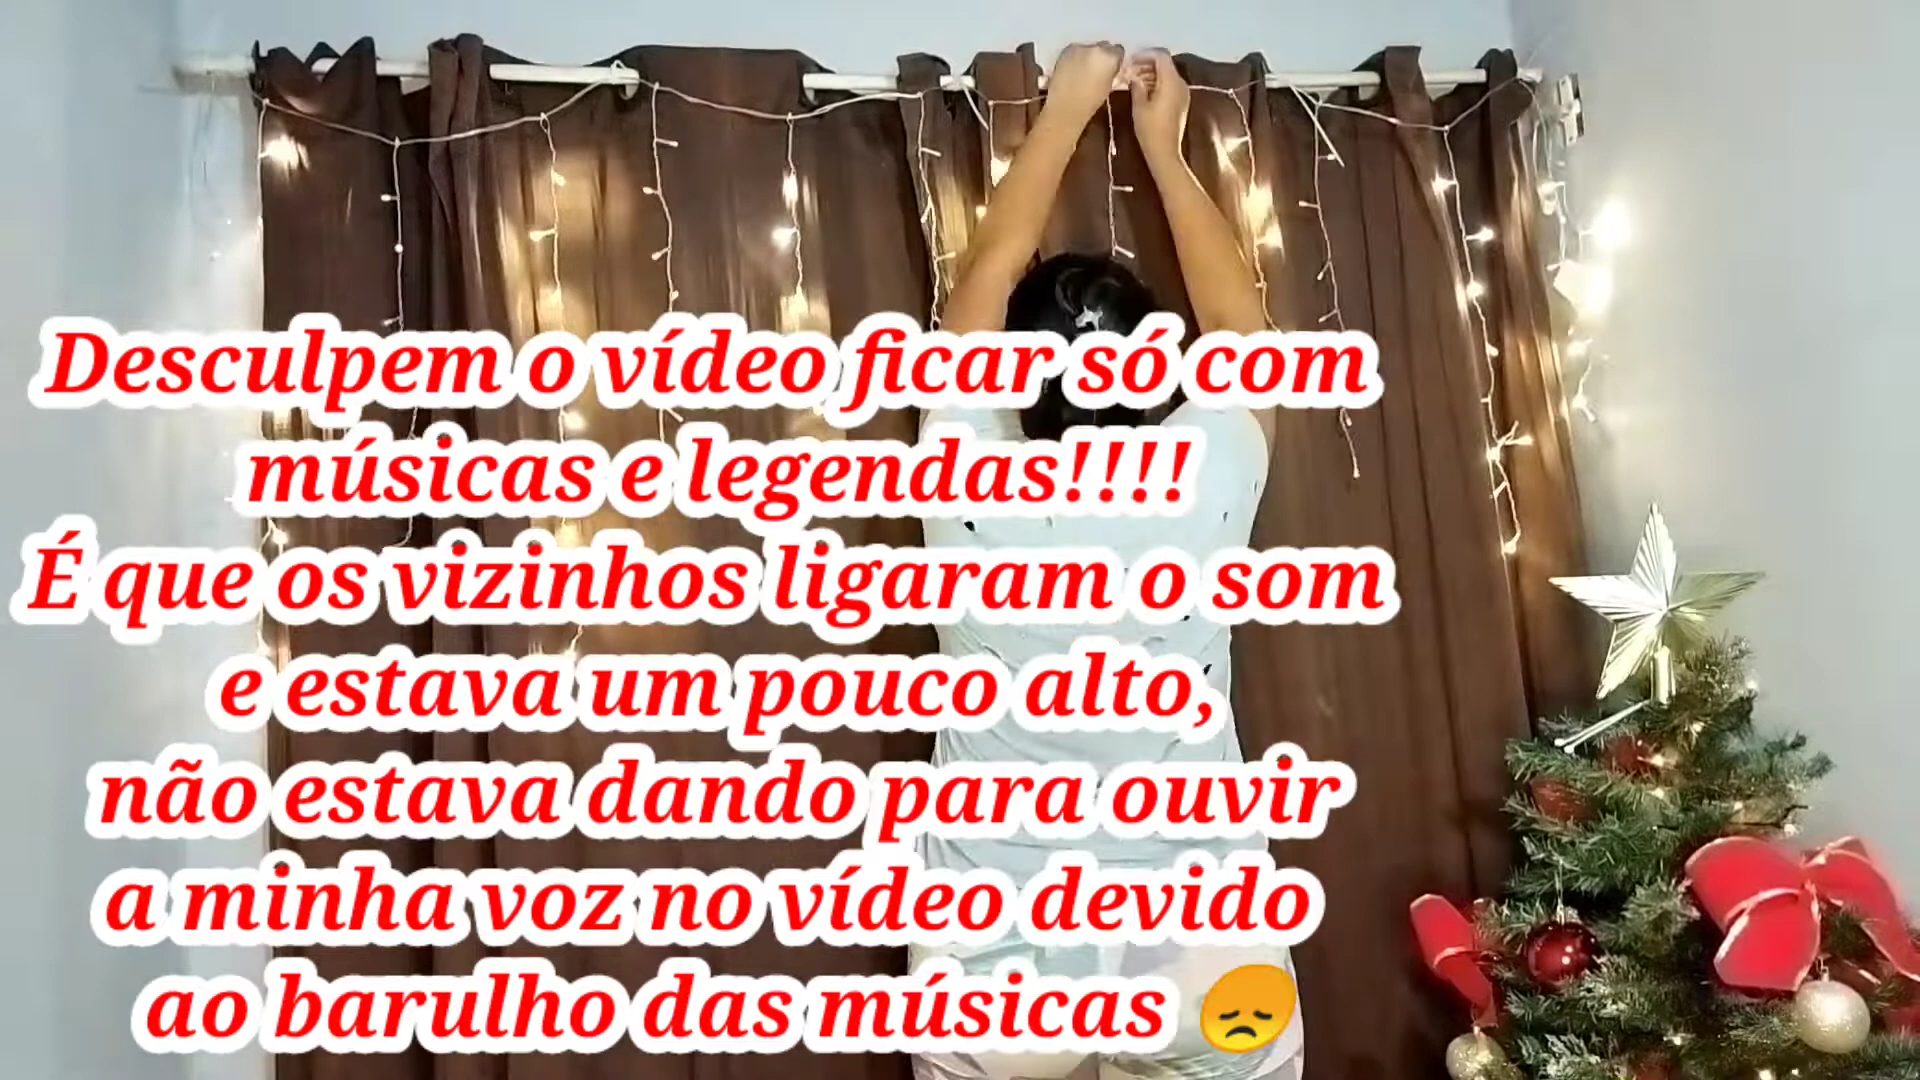 Desculpem o vídeo ficar só com
músicas e legendas!!!!
É que os vizinhos ligaram o som
e estava um pouco alto,
não estava dando para ouvir
a minha voz no vídeo devido
ao barulho das músicas 😞